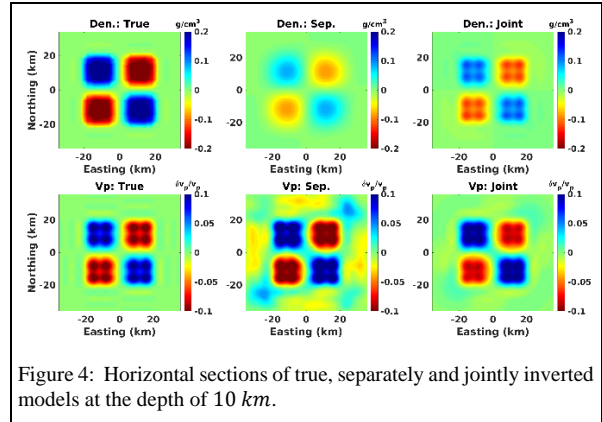 Den.: True
g/cm³
Den.: Sep.
g/cm³
Den.: Joint
g/cm³
Northing (km)
20
0
-20
-20 0 20
Easting (km)
0.2
0.1
0
-0.1
-0.2
20
0
-20
-20 0 20
Easting (km)
0.2
0.1
0
-0.1
-0.2
20
0
-20
-20 0 20
Easting (km)
0.2
0.1
0
-0.1
-0.2
Vp: True
δvₚ/vₚ
Vp: Sep.
δvₚ/vₚ
Vp: Joint
δvₚ/vₚ
Northing (km)
20
0
-20
-20 0 20
Easting (km)
0.1
0.05
0
-0.05
-0.1
20
0
-20
-20 0 20
Easting (km)
0.1
0.05
0
-0.05
-0.1
20
0
-20
-20 0 20
Easting (km)
0.1
0.05
0
-0.05
-0.1
Figure 4: Horizontal sections of true, separately and jointly inverted
models at the depth of 10 km.